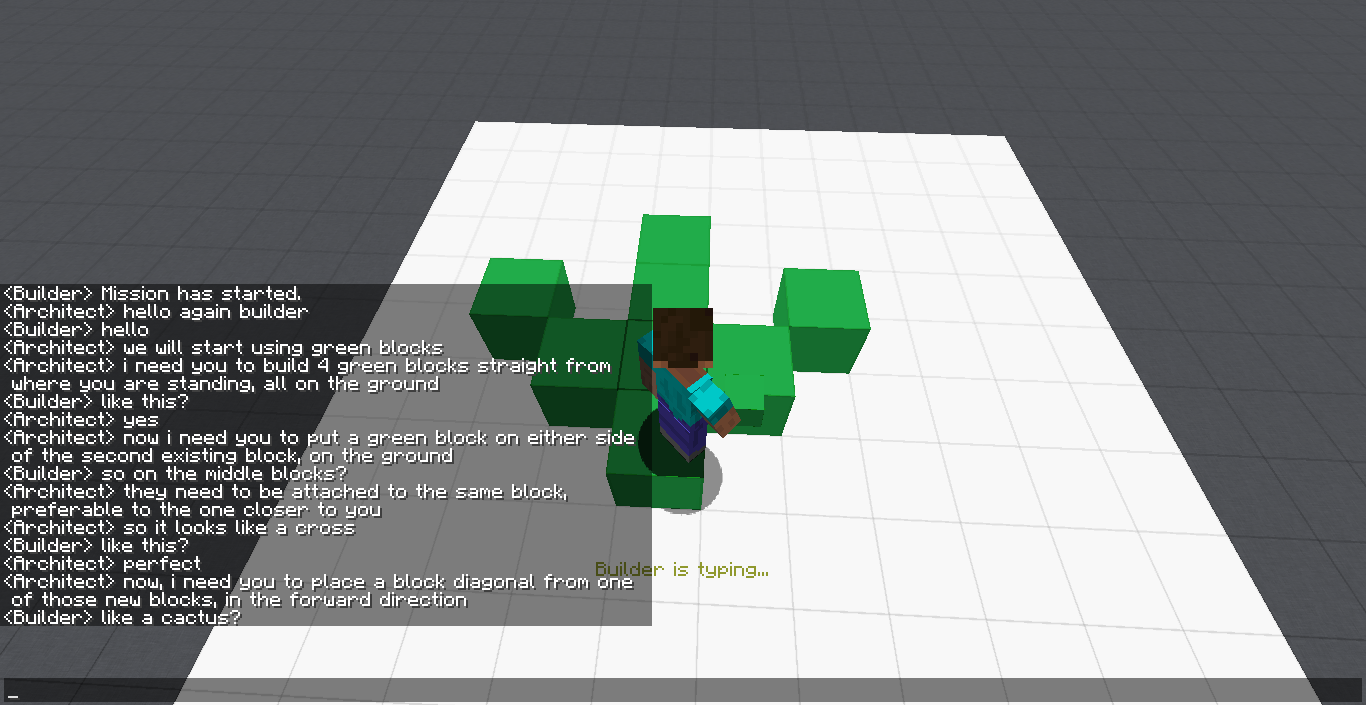 <Builder> Mission has started.
<Architect> hello again builder
<Builder> hello
<Architect> we will start using green blocks
<Architect> i need you to build 4 green blocks straight from
where you are standing, all on the ground
<Builder> like this?
<Architect> yes
<Architect> now i need you to put a green block on either side
of the second existing block, on the ground
<Builder> so on the middle blocks?
<Architect> they need to be attached to the same block,
preferable to the one closer to you
<Architect> so it looks like a cross
<Builder> like this?
<Architect> perfect
<Architect> now, i need you to place a block diagonal from one
of those new blocks, in the forward direction
<Builder> like a cactus?
Builder is typing...
_